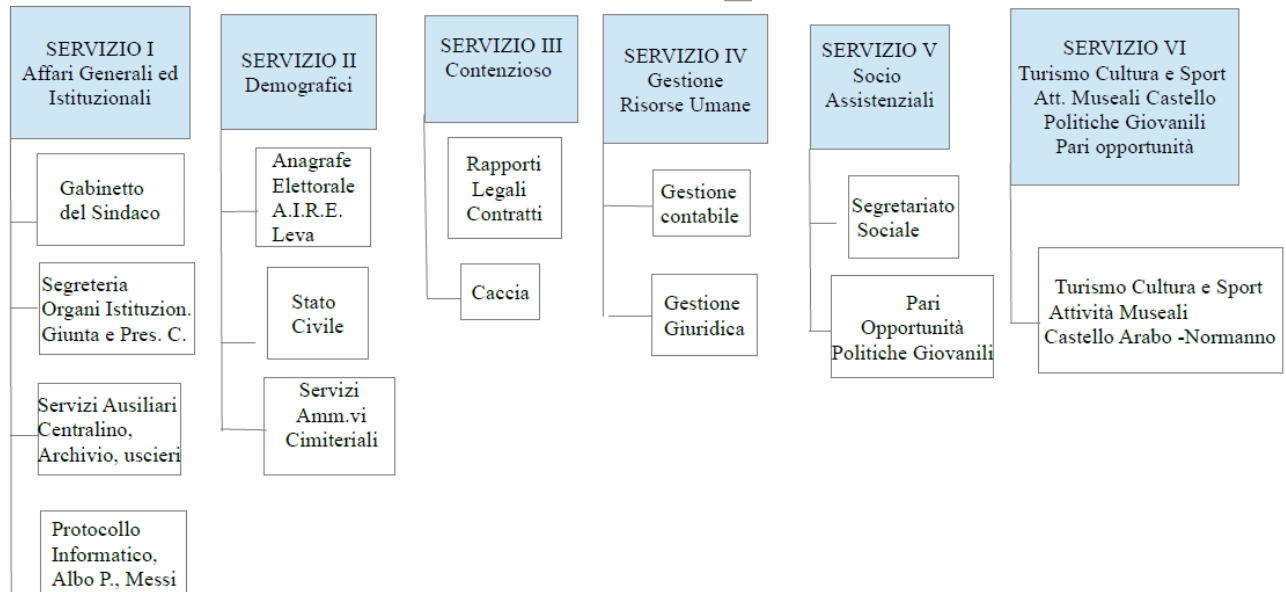 SERVIZIO I
Affari Generali ed
Istituzionali
Gabinetto
del Sindaco
Segreteria
Organi Istituzion.
Giunta e Pres. C.
Servizi Ausiliari
Centralino,
Archivio, uscieri
Protocollo
Informatico,
Albo P., Messi
SERVIZIO II
Demografici
Anagrafe
Elettorale
A.I.R.E.
Leva
Stato
Civile
Servizi
Amm.vi
Cimiteriali
SERVIZIO III
Contenzioso
Rapporti
Legali
Contratti
Caccia
SERVIZIO IV
Gestione
Risorse Umane
Gestione
contabile
Gestione
Giuridica
SERVIZIO V
Socio
Assistenziali
Segretariato
Sociale
Pari
Opportunità
Politiche Giovanili
SERVIZIO VI
Turismo Cultura e Sport
Att. Museali Castello
Politiche Giovanili
Pari opportunità
Turismo Cultura e Sport
Attività Museali
Castello Arabo -Normanno